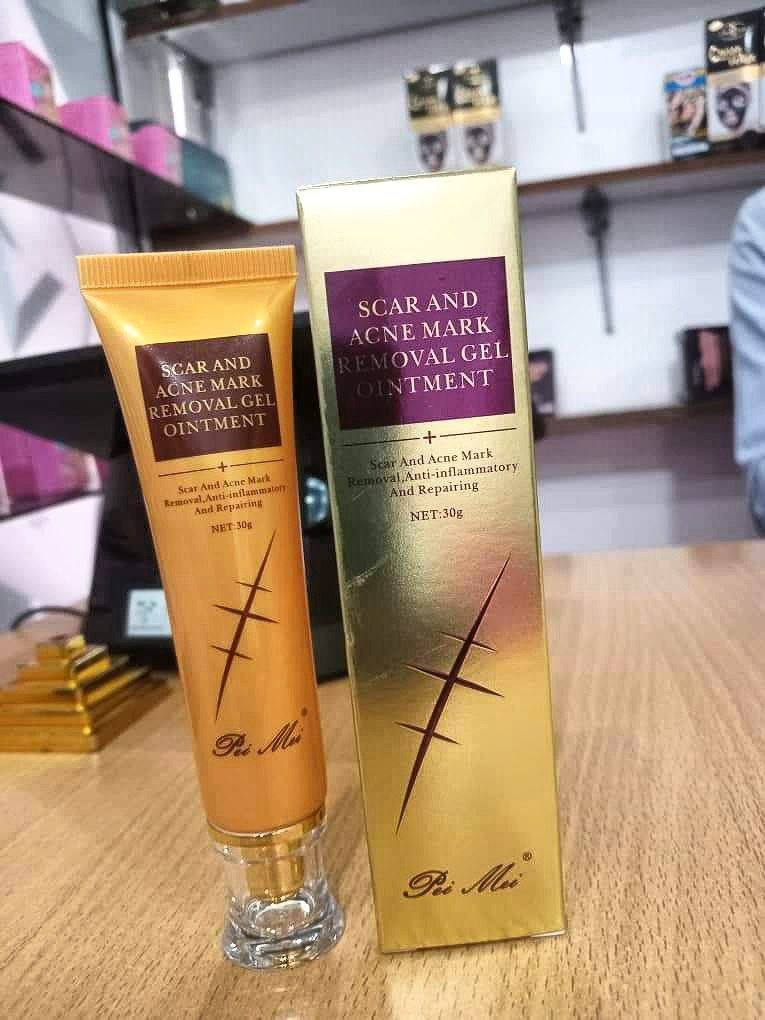 SCAR AND
ACNE MARK
REMOVAL GEL
OINTMENT
Scar And Acne Mark
Removal,Anti-inflammatory
And Repairing
NET:30g
Pei Mei®
SCAR AND
ACNE MARK
REMOVAL GEL
OINTMENT
Scar And Acne Mark
Removal,Anti-inflammatory
And Repairing
NET:30g
Pei Mei®